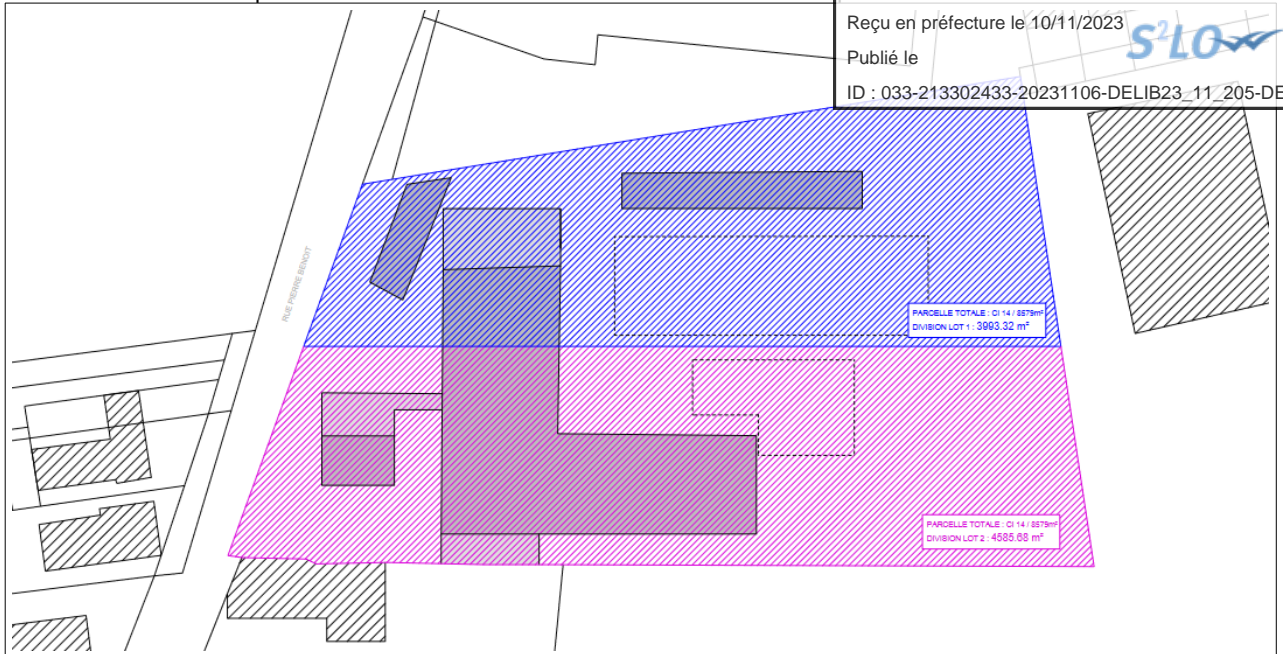 Reçu en préfecture le 10/11/2023
Publié le
S²LOW
ID : 033-213302433-20231106-DELIB23_11_205-DE
RUE PIERRE BENOIT
PARCELLE TOTALE : CI 14 / 8579m²
DIVISION LOT 1 : 3993.32 m²
PARCELLE TOTALE : CI 14 / 8579m²
DIVISION LOT 2 : 4585.68 m²